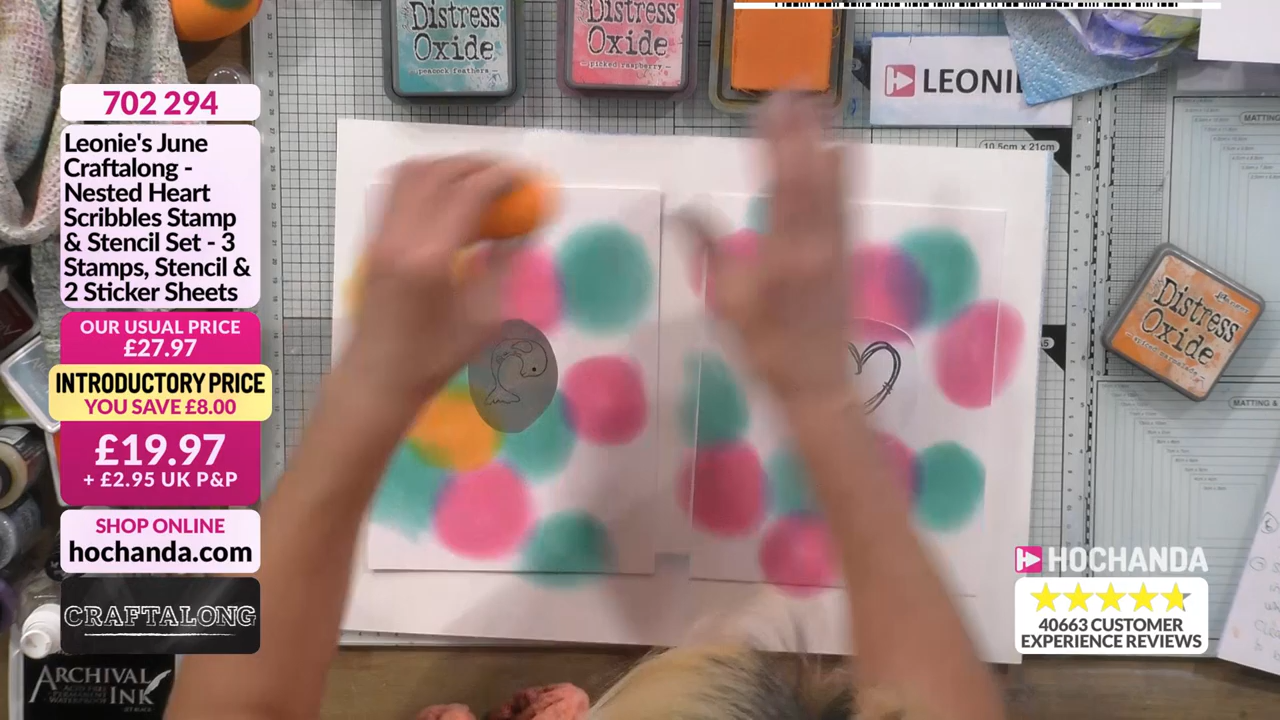 702 294
Leonie's June
Craftalong -
Nested Heart
Scribbles Stamp
& Stencil Set - 3
Stamps, Stencil &
2 Sticker Sheets
OUR USUAL PRICE
£27.97
INTRODUCTORY PRICE
YOU SAVE £8.00
£19.97
+ £2.95 UK P&P
SHOP ONLINE
hochanda.com
CRAFTALONG
ARCHIVAL
INK
Distress
Oxide
peacock feathers
Distress
Oxide
picked raspberry
LEONI
10.5cm x 21cm
MATTING
Distress
Oxide
MATTING &
HOCHANDA
40663 CUSTOMER
EXPERIENCE REVIEWS